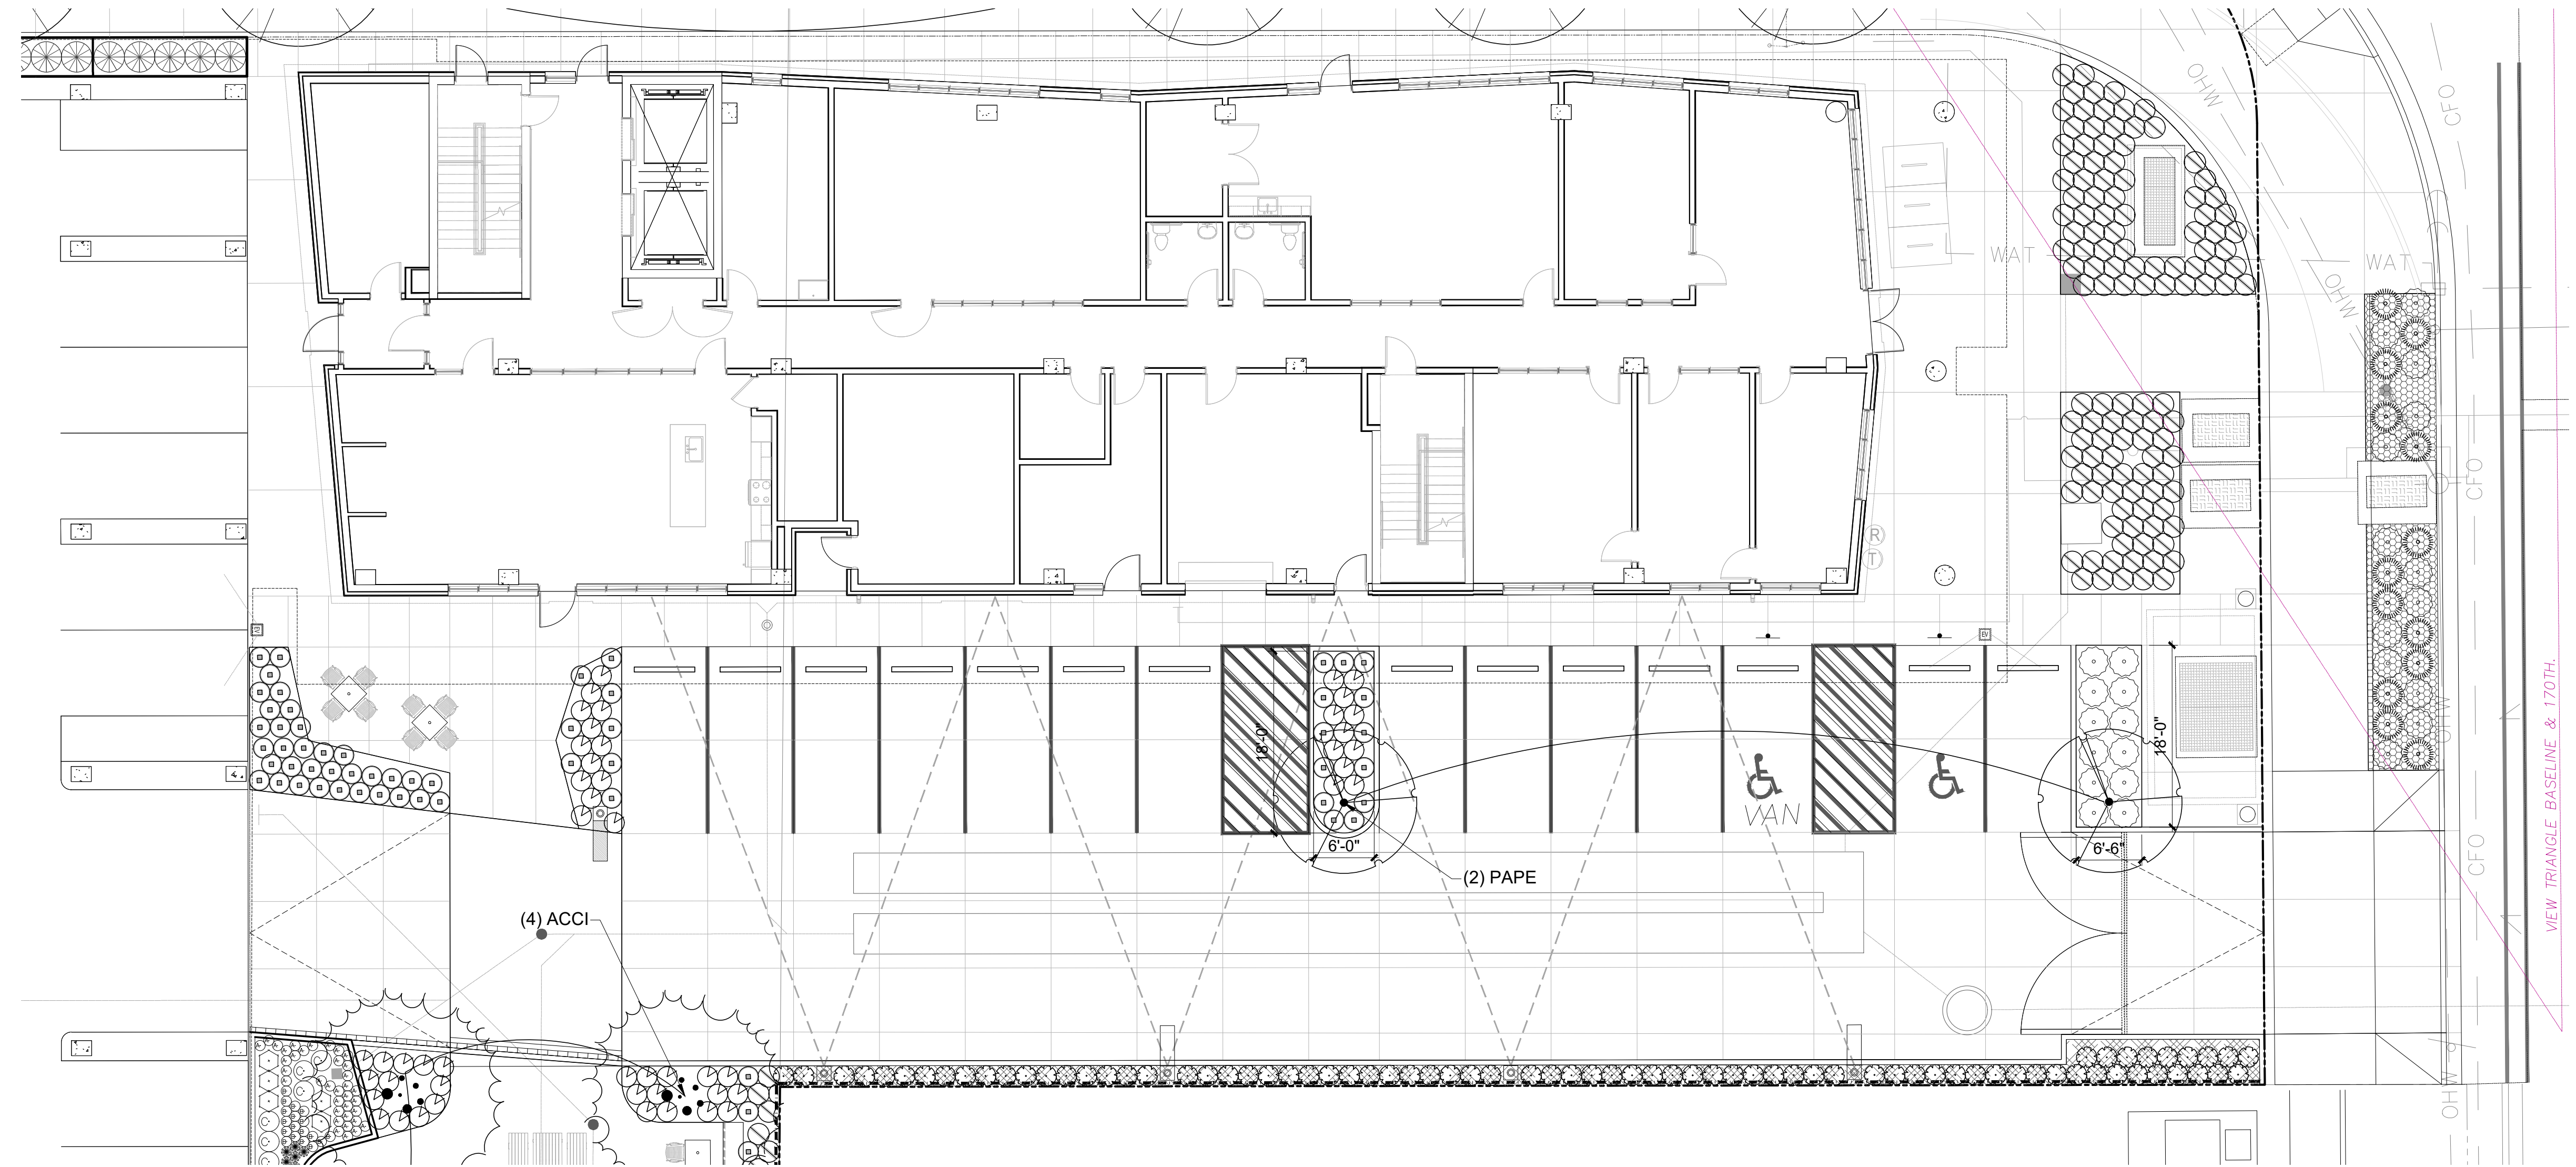 OHW
CFO
WAT
WAT
OHW
CFO
R
T
EV
EV
VIEW TRIANGLE BASELINE & 170TH.
OHW
18'-0"
18'-0"
VAN
6'-0"
6'-6"
CFO
(2) PAPE
(4) ACCI
OHW